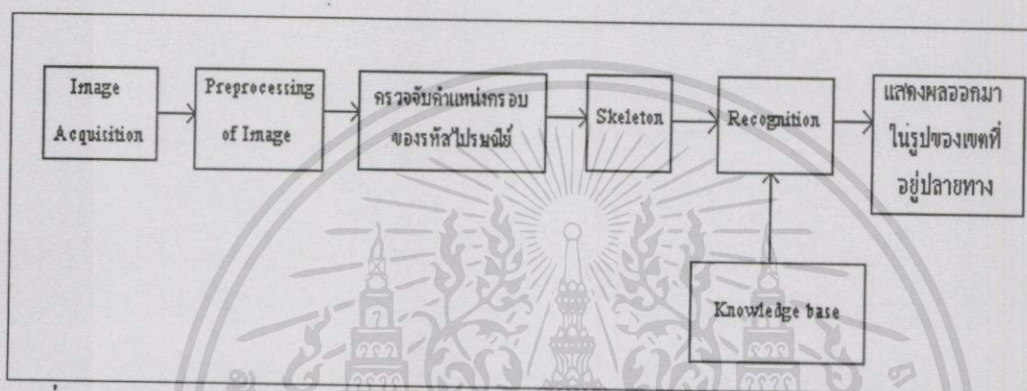 Image
Acquisition
Preprocessing
of Image
ตรวจจับตำแหน่งกรอบ
ของรหัสไปรษณีย์
Skeleton
Recognition
แสดงผลออกมา
ในรูปของเขตที่
อยู่ปลายทาง
Knowledge base